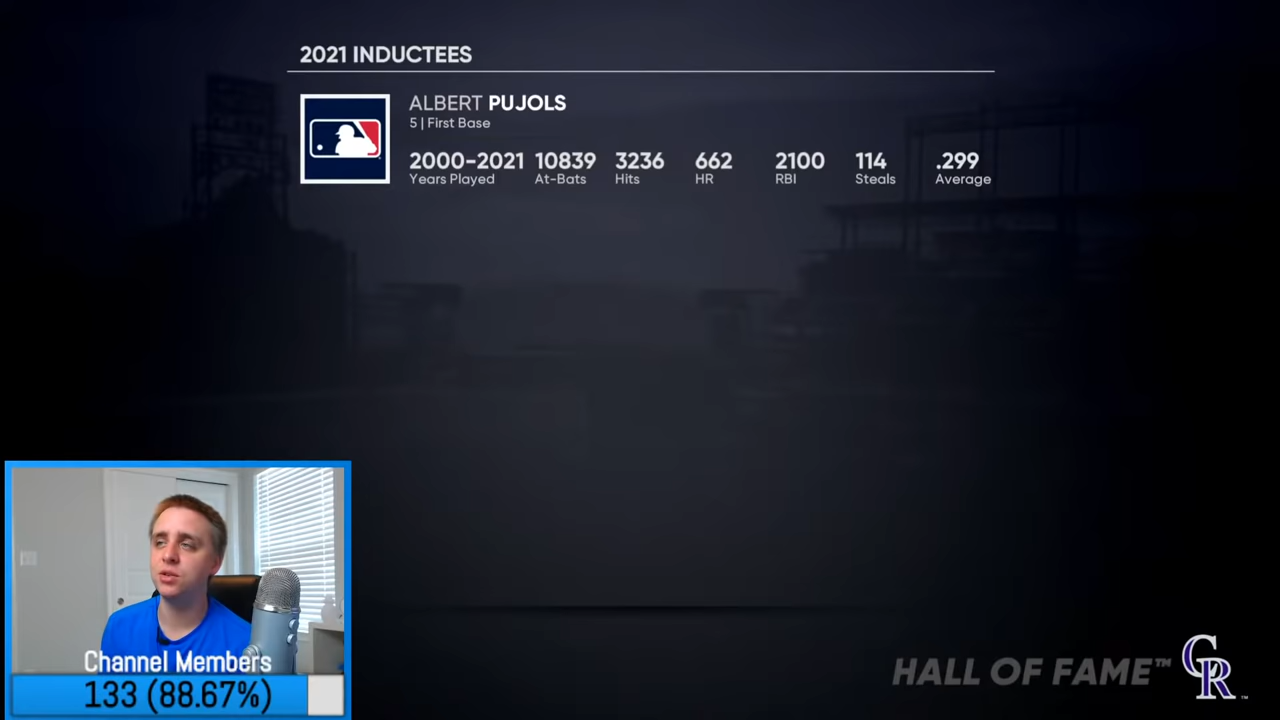 2021 INDUCTEES
ALBERT PUJOLS
5 | First Base
2000-2021 10839 3236 662 2100 114 .299
Years Played At-Bats Hits HR RBI Steals Average
Channel Members
133 (88.67%)
HALL OF FAME™
CR™